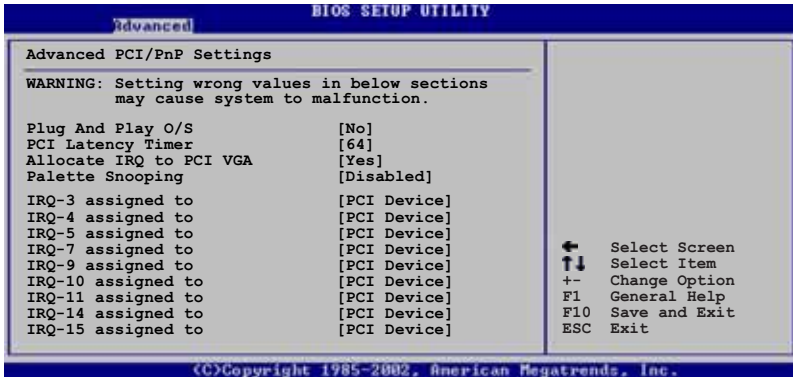 BIOS SETUP UTILITY
Advanced
Advanced PCI/PnP Settings
WARNING: Setting wrong values in below sections
may cause system to malfunction.
Plug And Play O/S [No]
PCI Latency Timer [64]
Allocate IRQ to PCI VGA [Yes]
Palette Snooping [Disabled]
IRQ-3 assigned to [PCI Device]
IRQ-4 assigned to [PCI Device]
IRQ-5 assigned to [PCI Device]
IRQ-7 assigned to [PCI Device]
IRQ-9 assigned to [PCI Device]
IRQ-10 assigned to [PCI Device]
IRQ-11 assigned to [PCI Device]
IRQ-14 assigned to [PCI Device]
IRQ-15 assigned to [PCI Device]
← Select Screen
↑↓ Select Item
+- Change Option
F1 General Help
F10 Save and Exit
ESC Exit
(C)Copyright 1985-2002, American Megatrends, Inc.